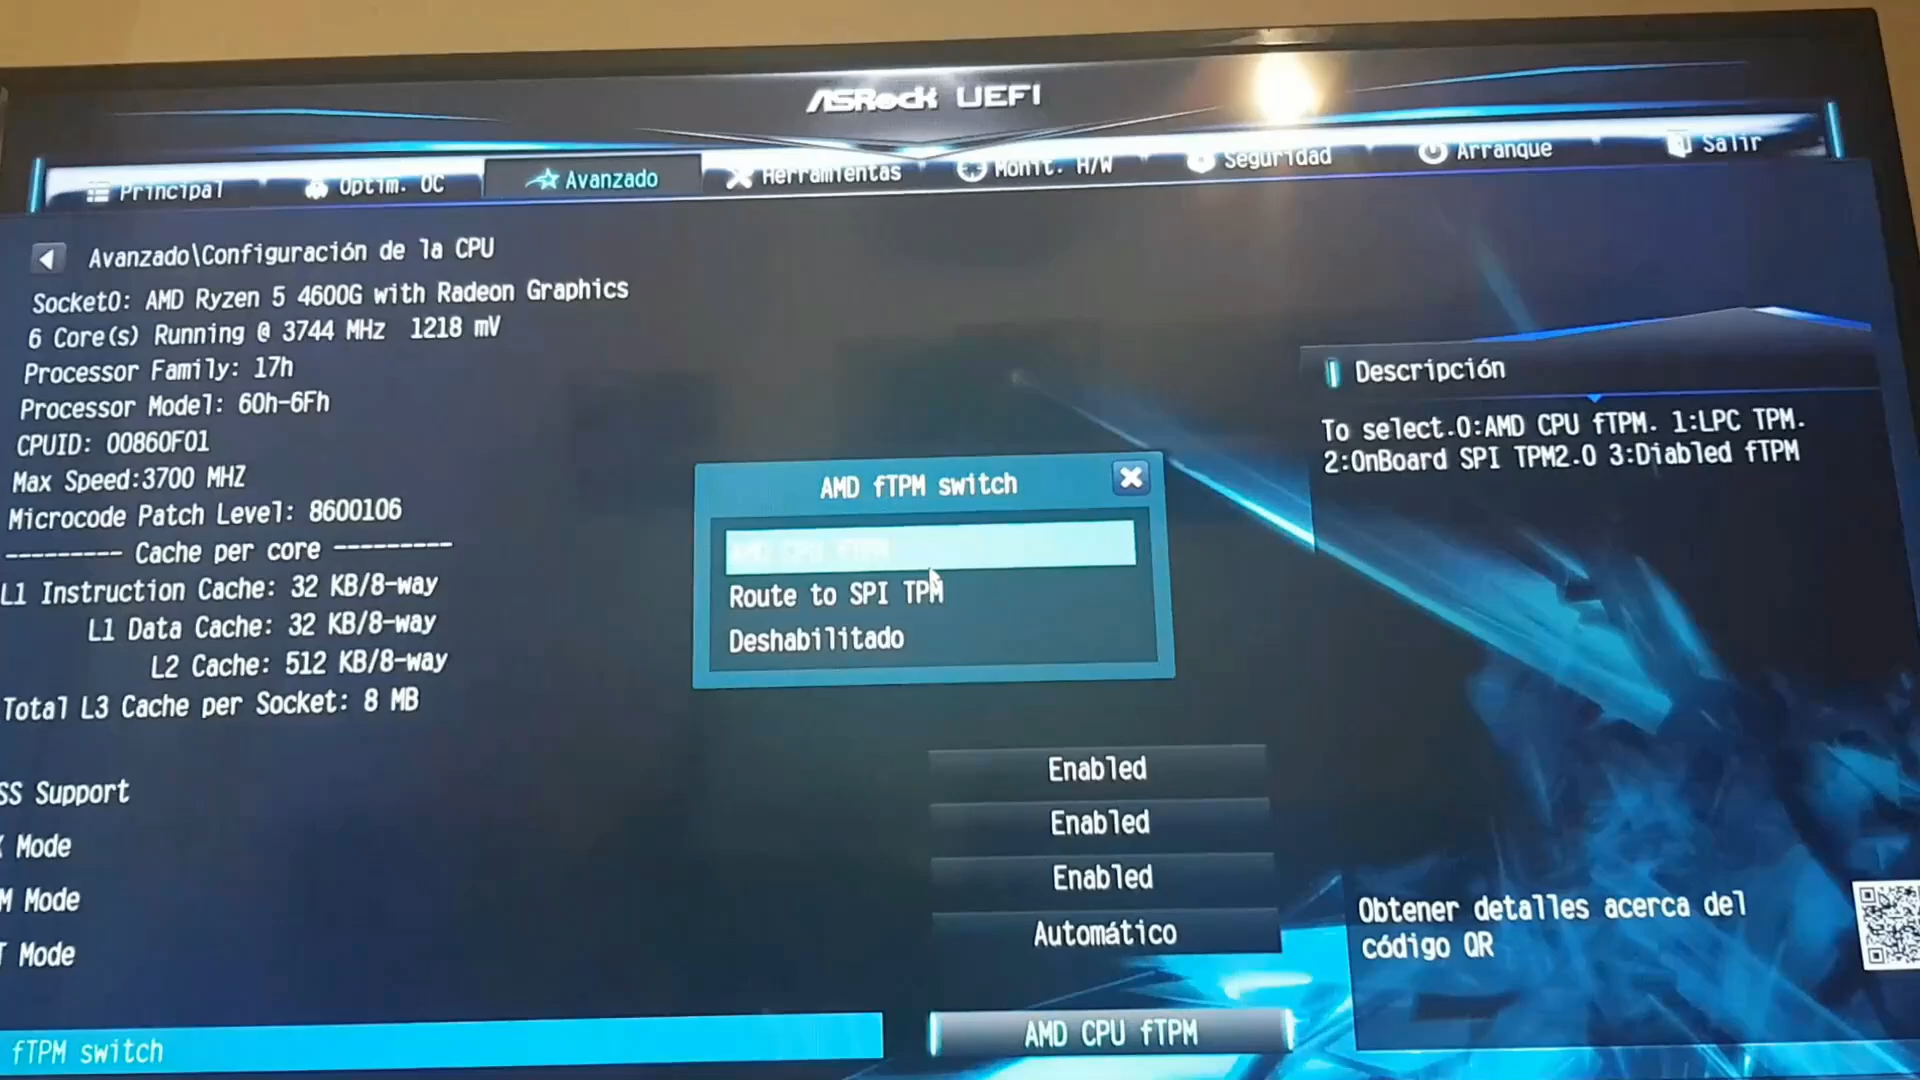 ASRock UEFI
Principal
Optim. OC
Avanzado
Herramientas
Monit. H/W
Seguridad
Arranque
Salir
Avanzado\Configuración de la CPU
Socket0: AMD Ryzen 5 4600G with Radeon Graphics
6 Core(s) Running @ 3744 MHz 1218 mV
Processor Family: 17h
Processor Model: 60h-6Fh
CPUID: 00860F01
Max Speed:3700 MHZ
Microcode Patch Level: 8600106
--------- Cache per core ---------
L1 Instruction Cache: 32 KB/8-way
L1 Data Cache: 32 KB/8-way
L2 Cache: 512 KB/8-way
Total L3 Cache per Socket: 8 MB
SS Support
Enabled
Mode
Enabled
M Mode
Enabled
T Mode
Automático
fTPM switch
AMD CPU fTPM
AMD fTPM switch
AMD CPU fTPM
Route to SPI TPM
Deshabilitado
Descripción
To select.0:AMD CPU fTPM. 1:LPC TPM.
2:OnBoard SPI TPM2.0 3:Diabled fTPM
Obtener detalles acerca del
código QR